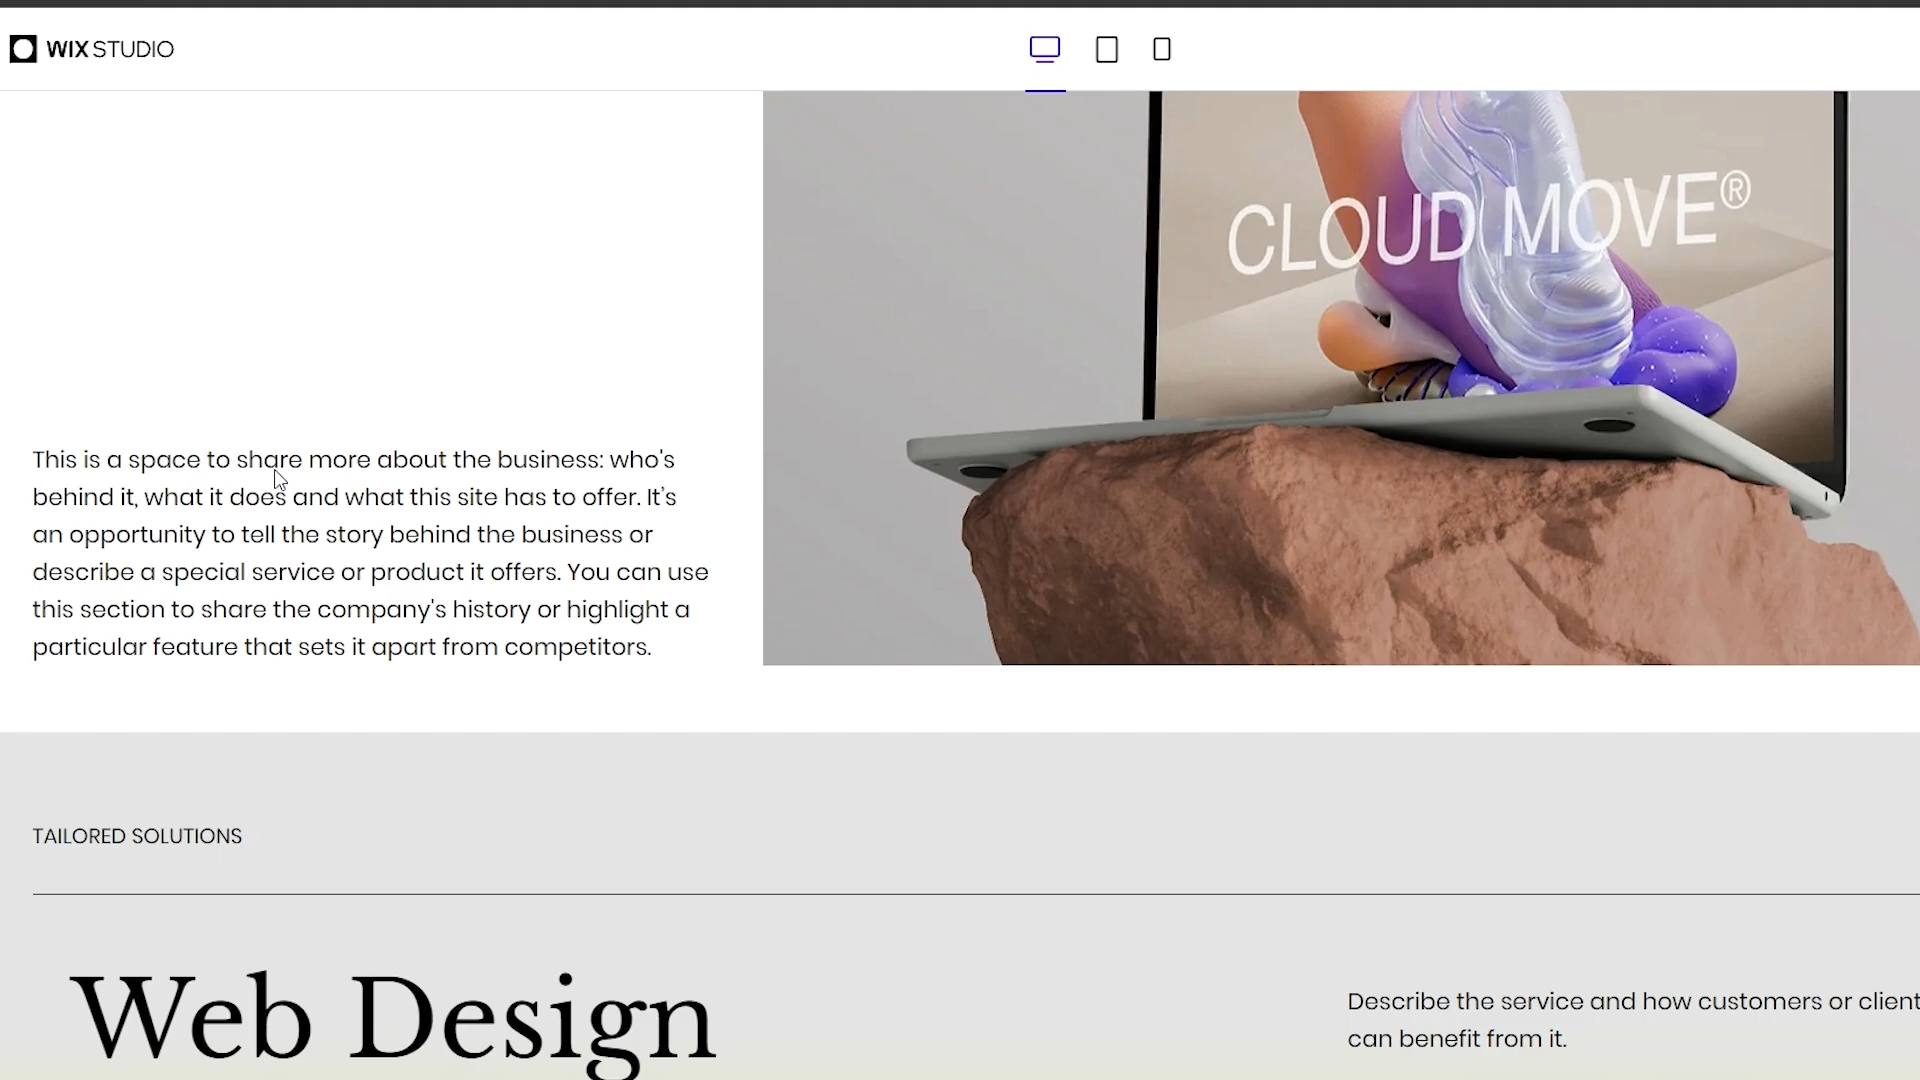 WIX STUDIO
CLOUD MOVE®
This is a space to share more about the business: who's
behind it, what it does and what this site has to offer. It's
an opportunity to tell the story behind the business or
describe a special service or product it offers. You can use
this section to share the company's history or highlight a
particular feature that sets it apart from competitors.
TAILORED SOLUTIONS
Web Design
Describe the service and how customers or client
can benefit from it.